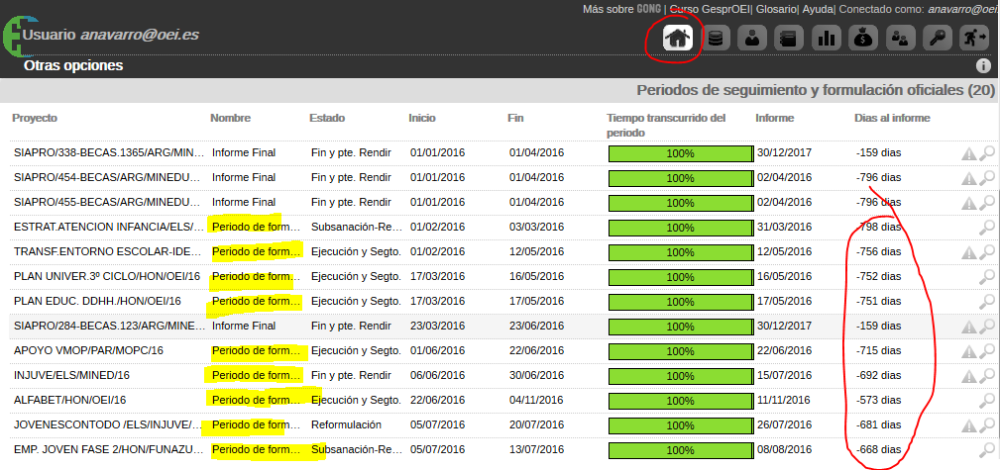 Más sobre GONG | Curso GesprOEI| Glosario| Ayuda| Conectado como: anavarro@oei.
Usuario anavarro@oei.es
Otras opciones
Periodos de seguimiento y formulación oficiales (20)
Proyecto Nombre Estado Inicio Fin Tiempo transcurrido del periodo Informe Dias al informe
SIAPRO/338-BECAS.1365/ARG/MIN... Informe Final Fin y pte. Rendir 01/01/2016 01/04/2016 100% 30/12/2017 -159 dias
SIAPRO/454-BECAS/ARG/MINEDU... Informe Final Fin y pte. Rendir 01/01/2016 01/04/2016 100% 02/04/2016 -796 dias
SIAPRO/455-BECAS/ARG/MINEDU... Informe Final Fin y pte. Rendir 01/01/2016 01/04/2016 100% 02/04/2016 -796 dias
ESTRAT.ATENCION INFANCIA/ELS/... Periodo de form... Subsanación-Re... 01/02/2016 03/03/2016 100% 31/03/2016 -798 dias
TRANSF.ENTORNO ESCOLAR-IDE... Periodo de form... Ejecución y Segto. 01/02/2016 12/05/2016 100% 12/05/2016 -756 dias
PLAN UNIVER.3º CICLO/HON/OEI/16 Periodo de form... Ejecución y Segto. 17/03/2016 16/05/2016 100% 16/05/2016 -752 dias
PLAN EDUC. DDHH./HON/OEI/16 Periodo de form... Ejecución y Segto. 17/03/2016 17/05/2016 100% 17/05/2016 -751 dias
SIAPRO/284-BECAS.123/ARG/MINE... Informe Final Fin y pte. Rendir 23/03/2016 23/06/2016 100% 30/12/2017 -159 dias
APOYO VMOP/PAR/MOPC/16 Periodo de form... Ejecución y Segto. 01/06/2016 22/06/2016 100% 22/06/2016 -715 dias
INJUVE/ELS/MINED/16 Periodo de form... Fin y pte. Rendir 06/06/2016 30/06/2016 100% 15/07/2016 -692 dias
ALFABET/HON/OEI/16 Periodo de form... Ejecución y Segto. 22/06/2016 04/11/2016 100% 11/11/2016 -573 dias
JOVENESCONTODO /ELS/INJUVE/... Periodo de form... Reformulación 05/07/2016 20/07/2016 100% 26/07/2016 -681 dias
EMP. JOVEN FASE 2/HON/FUNAZU... Periodo de form... Subsanación-Re... 05/07/2016 13/07/2016 100% 08/08/2016 -668 dias